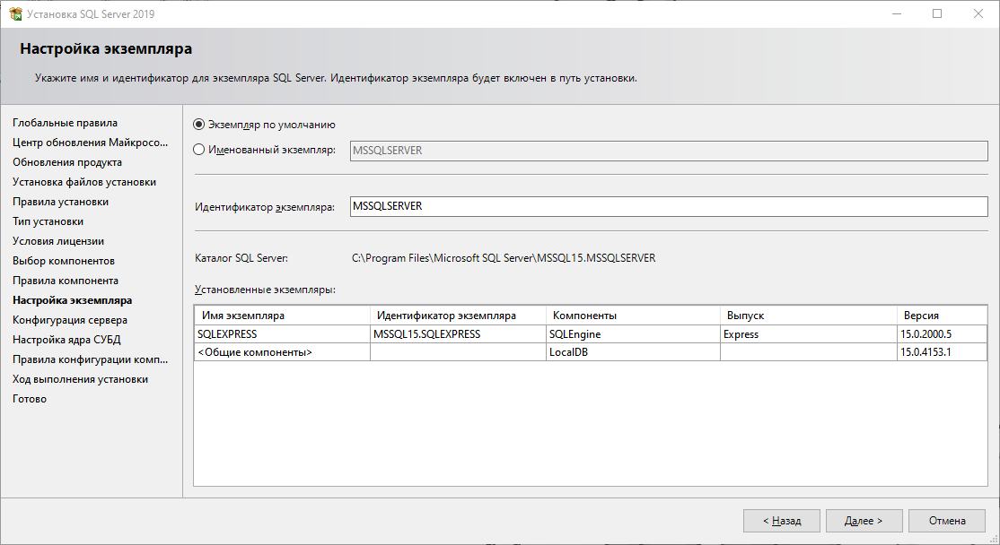 Установка SQL Server 2019
Настройка экземпляра
Укажите имя и идентификатор для экземпляра SQL Server. Идентификатор экземпляра будет включен в путь установки.
Глобальные правила
Центр обновления Майкросо...
Обновления продукта
Установка файлов установки
Правила установки
Тип установки
Условия лицензии
Выбор компонентов
Правила компонента
Настройка экземпляра
Конфигурация сервера
Настройка ядра СУБД
Правила конфигурации комп...
Ход выполнения установки
Готово
Экземпляр по умолчанию
Именованный экземпляр: MSSQLSERVER
Идентификатор экземпляра: MSSQLSERVER
Каталог SQL Server: C:\Program Files\Microsoft SQL Server\MSSQL15.MSSQLSERVER
Установленные экземпляры:
Имя экземпляра Идентификатор экземпляра Компоненты Выпуск Версия
SQLEXPRESS MSSQL15.SQLEXPRESS SQLEngine Express 15.0.2000.5
<Общие компоненты> LocalDB 15.0.4153.1
< Назад Далее > Отмена